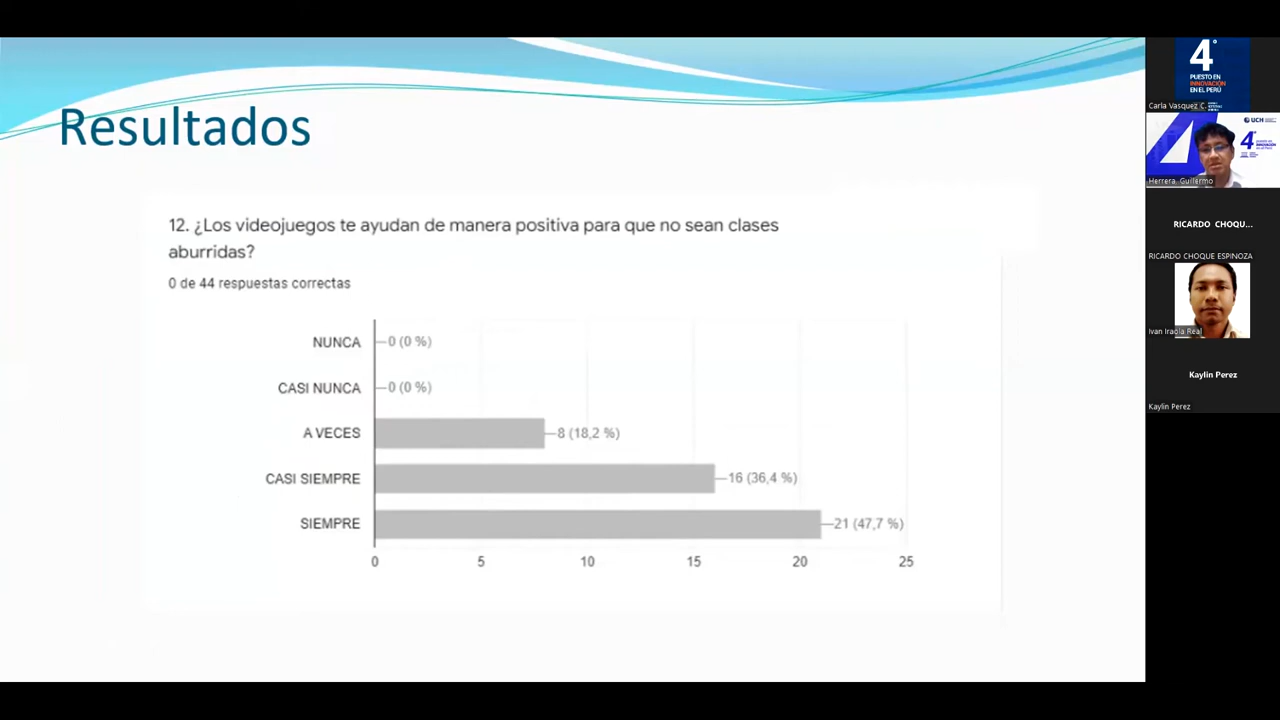 Resultados
12. ¿Los videojuegos te ayudan de manera positiva para que no sean clases
aburridas?
0 de 44 respuestas correctas
NUNCA
0 (0 %)
CASI NUNCA
0 (0 %)
A VECES
8 (18,2 %)
CASI SIEMPRE
16 (36,4 %)
SIEMPRE
21 (47,7 %)
0 5 10 15 20 25
4°
PUESTO EN
INNOVACIÓN
EN EL PERÚ
Carla Vasquez C.
UCH
4°
Herrera, Guillermo
RICARDO CHOQU...
RICARDO CHOQUE ESPINOZA
Ivan Iraola Real
Kaylin Perez
Kaylin Perez